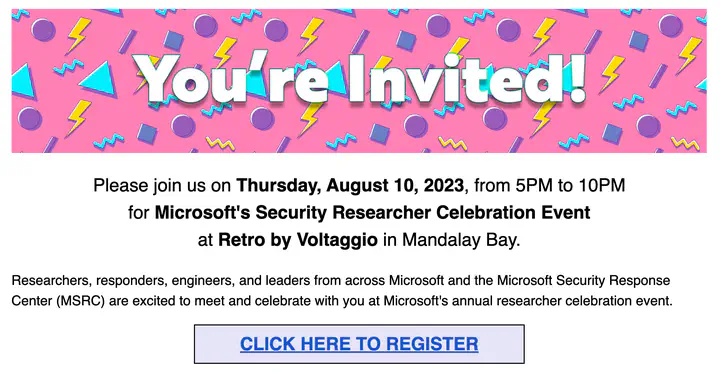 You're Invited!
Please join us on Thursday, August 10, 2023, from 5PM to 10PM
for Microsoft's Security Researcher Celebration Event
at Retro by Voltaggio in Mandalay Bay.
Researchers, responders, engineers, and leaders from across Microsoft and the Microsoft Security Response
Center (MSRC) are excited to meet and celebrate with you at Microsoft's annual researcher celebration event.
CLICK HERE TO REGISTER